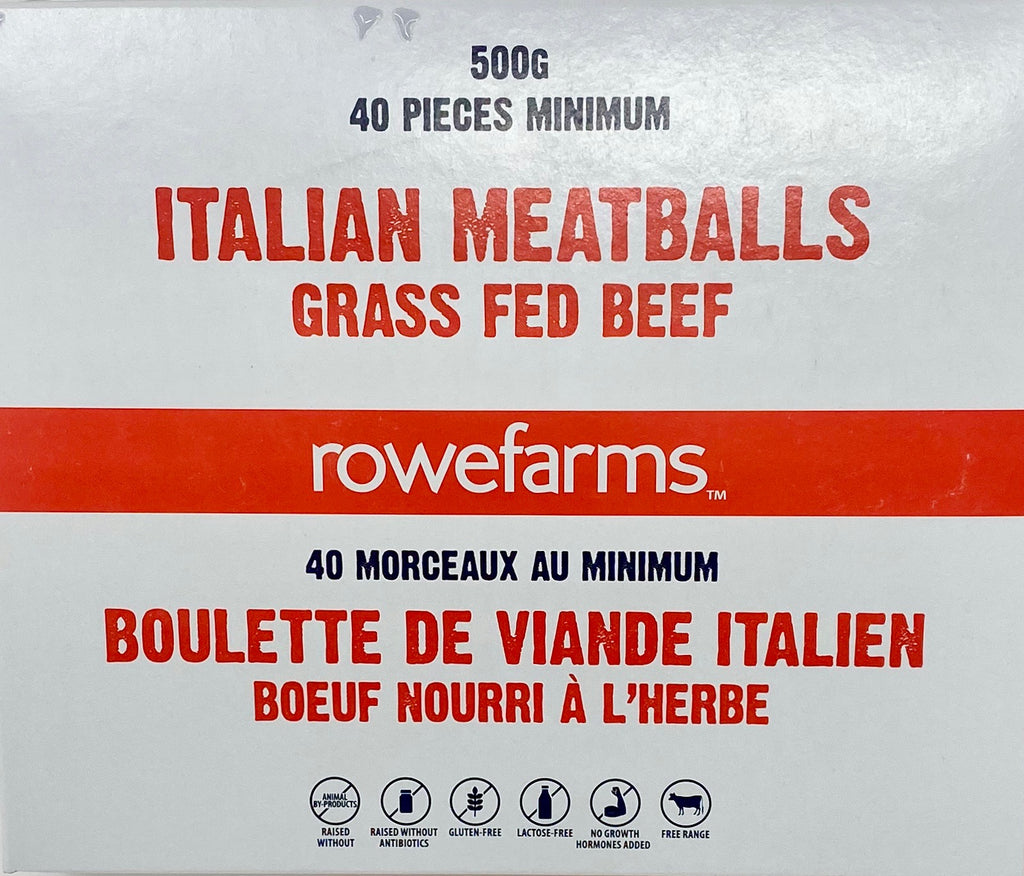 500G
40 PIECES MINIMUM
ITALIAN MEATBALLS
GRASS FED BEEF
rowefarms™
40 MORCEAUX AU MINIMUM
BOULETTE DE VIANDE ITALIEN
BOEUF NOURRI À L'HERBE
ANIMAL
BY-PRODUCTS
RAISED
WITHOUT
RAISED WITHOUT
ANTIBIOTICS
GLUTEN-FREE
LACTOSE-FREE
NO GROWTH
HORMONES ADDED
FREE RANGE